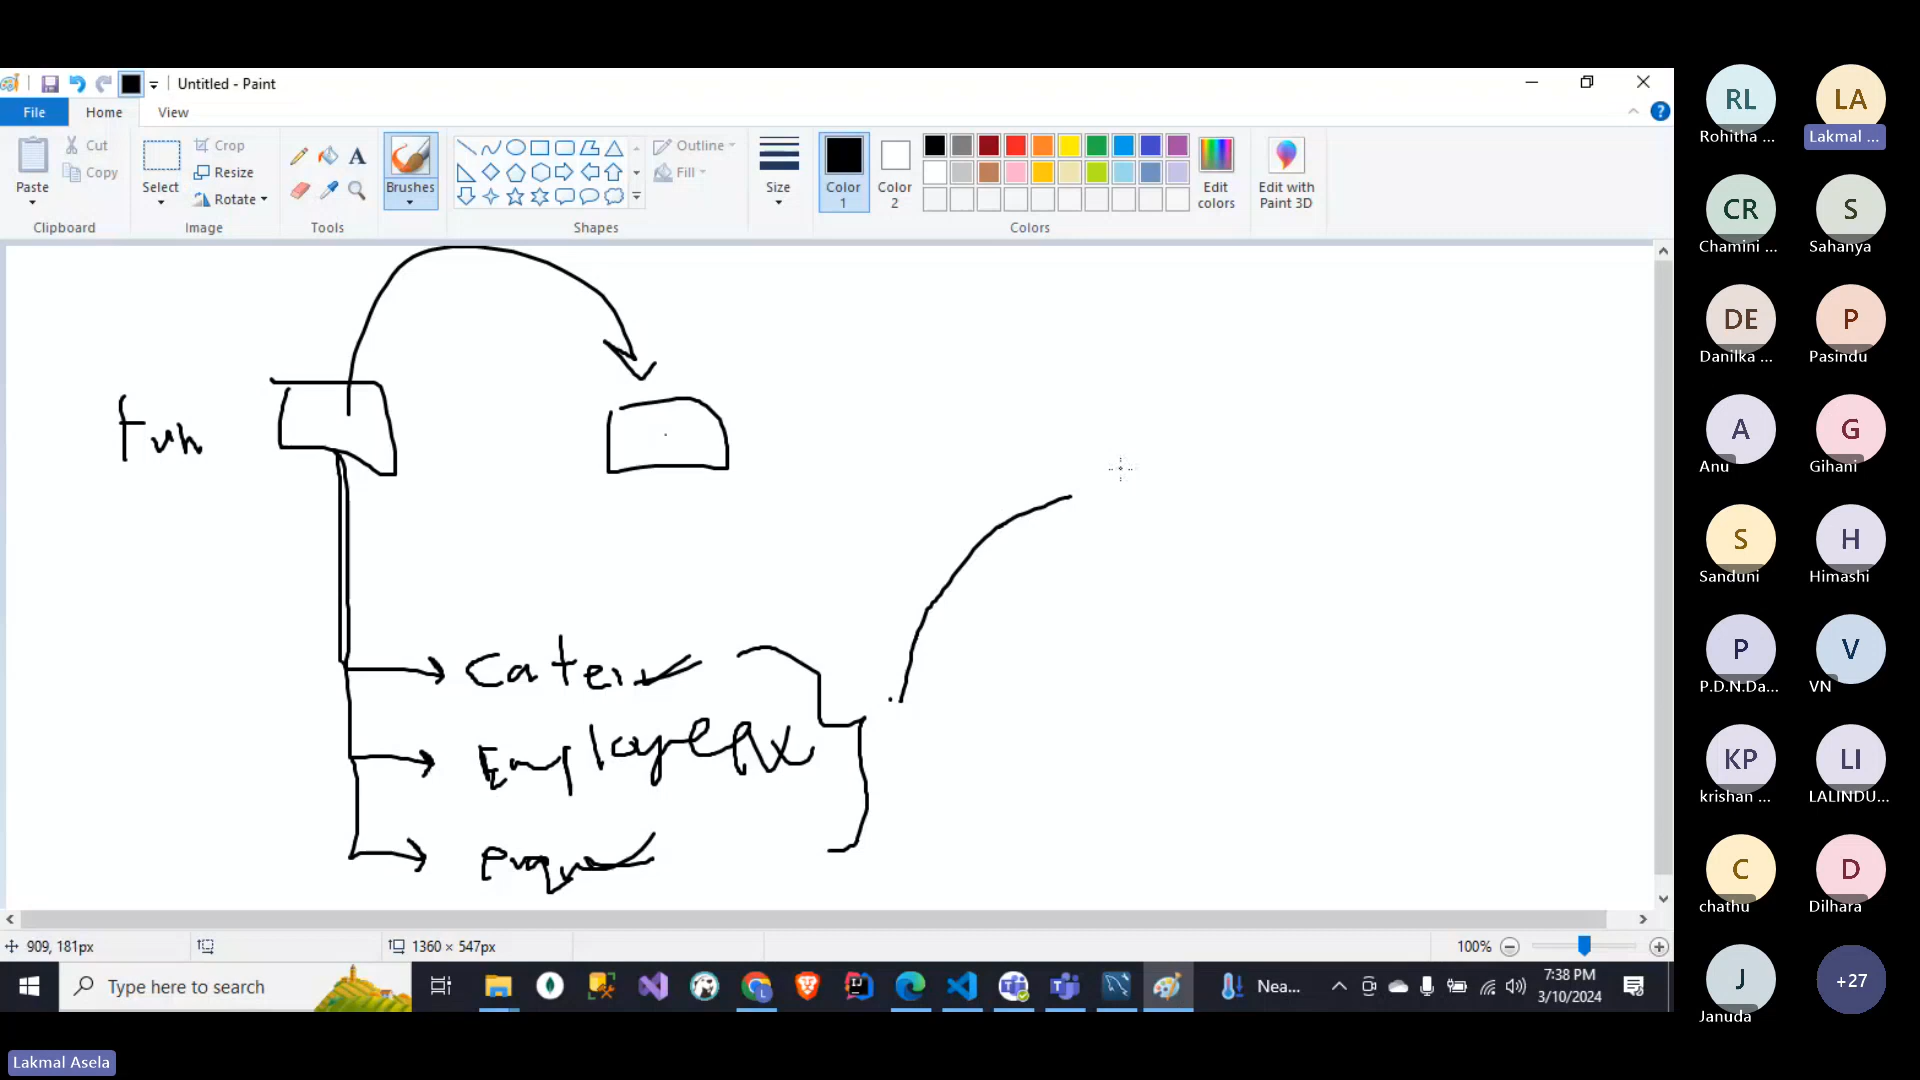 Untitled - Paint
File Home View
Paste Cut Copy Clipboard
Select Crop Resize Rotate Image
Tools
Brushes
Shapes Outline Fill
Size
Color 1 Color 2 Edit colors Colors
Edit with Paint 3D
fun
Cater
Employee
909, 181px 1360 × 547px 100%
Type here to search Nea... 7:38 PM
3/10/2024
RL LA
Rohitha ... Lakmal ...
CR S
Chamini ... Sahanya
DE P
Danilka ... Pasindu
A G
Anu Gihani
S H
Sanduni Himashi
P V
P.D.N.Da... VN
KP LI
krishan ... LALINDU...
C D
chathu Dilhara
J +27
Januda
Lakmal Asela